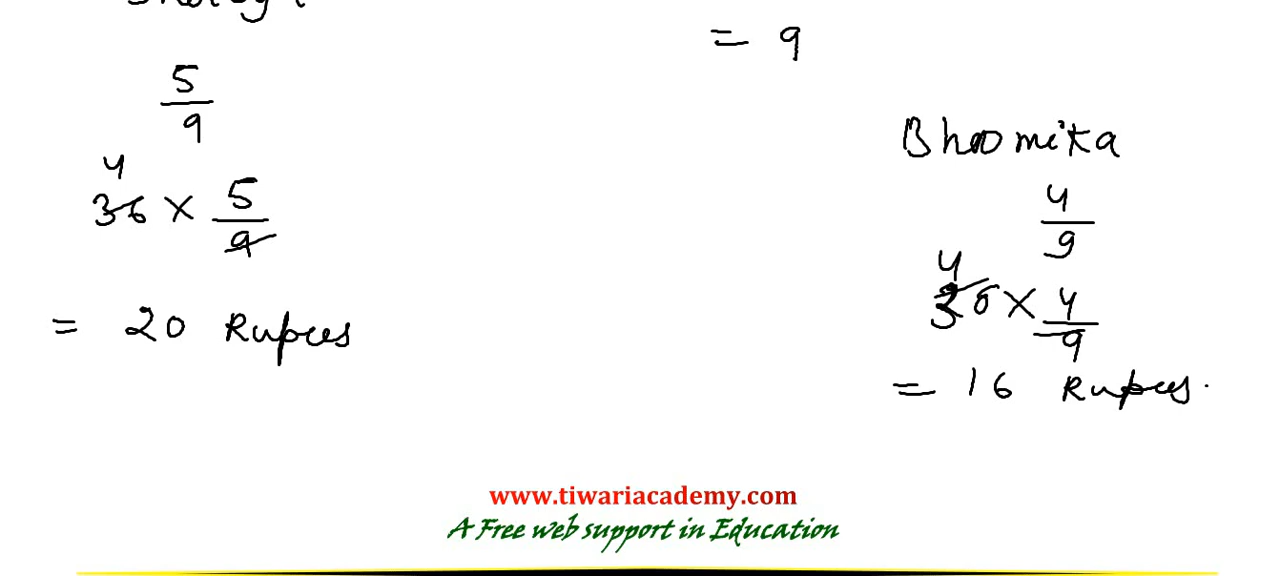 = 9
5
9
4
36 × 5
9
= 20 Rupees
Bhoomika
4
9
4
36 × 4
9
= 16 Rupees.
www.tiwariacademy.com
A Free web support in Education